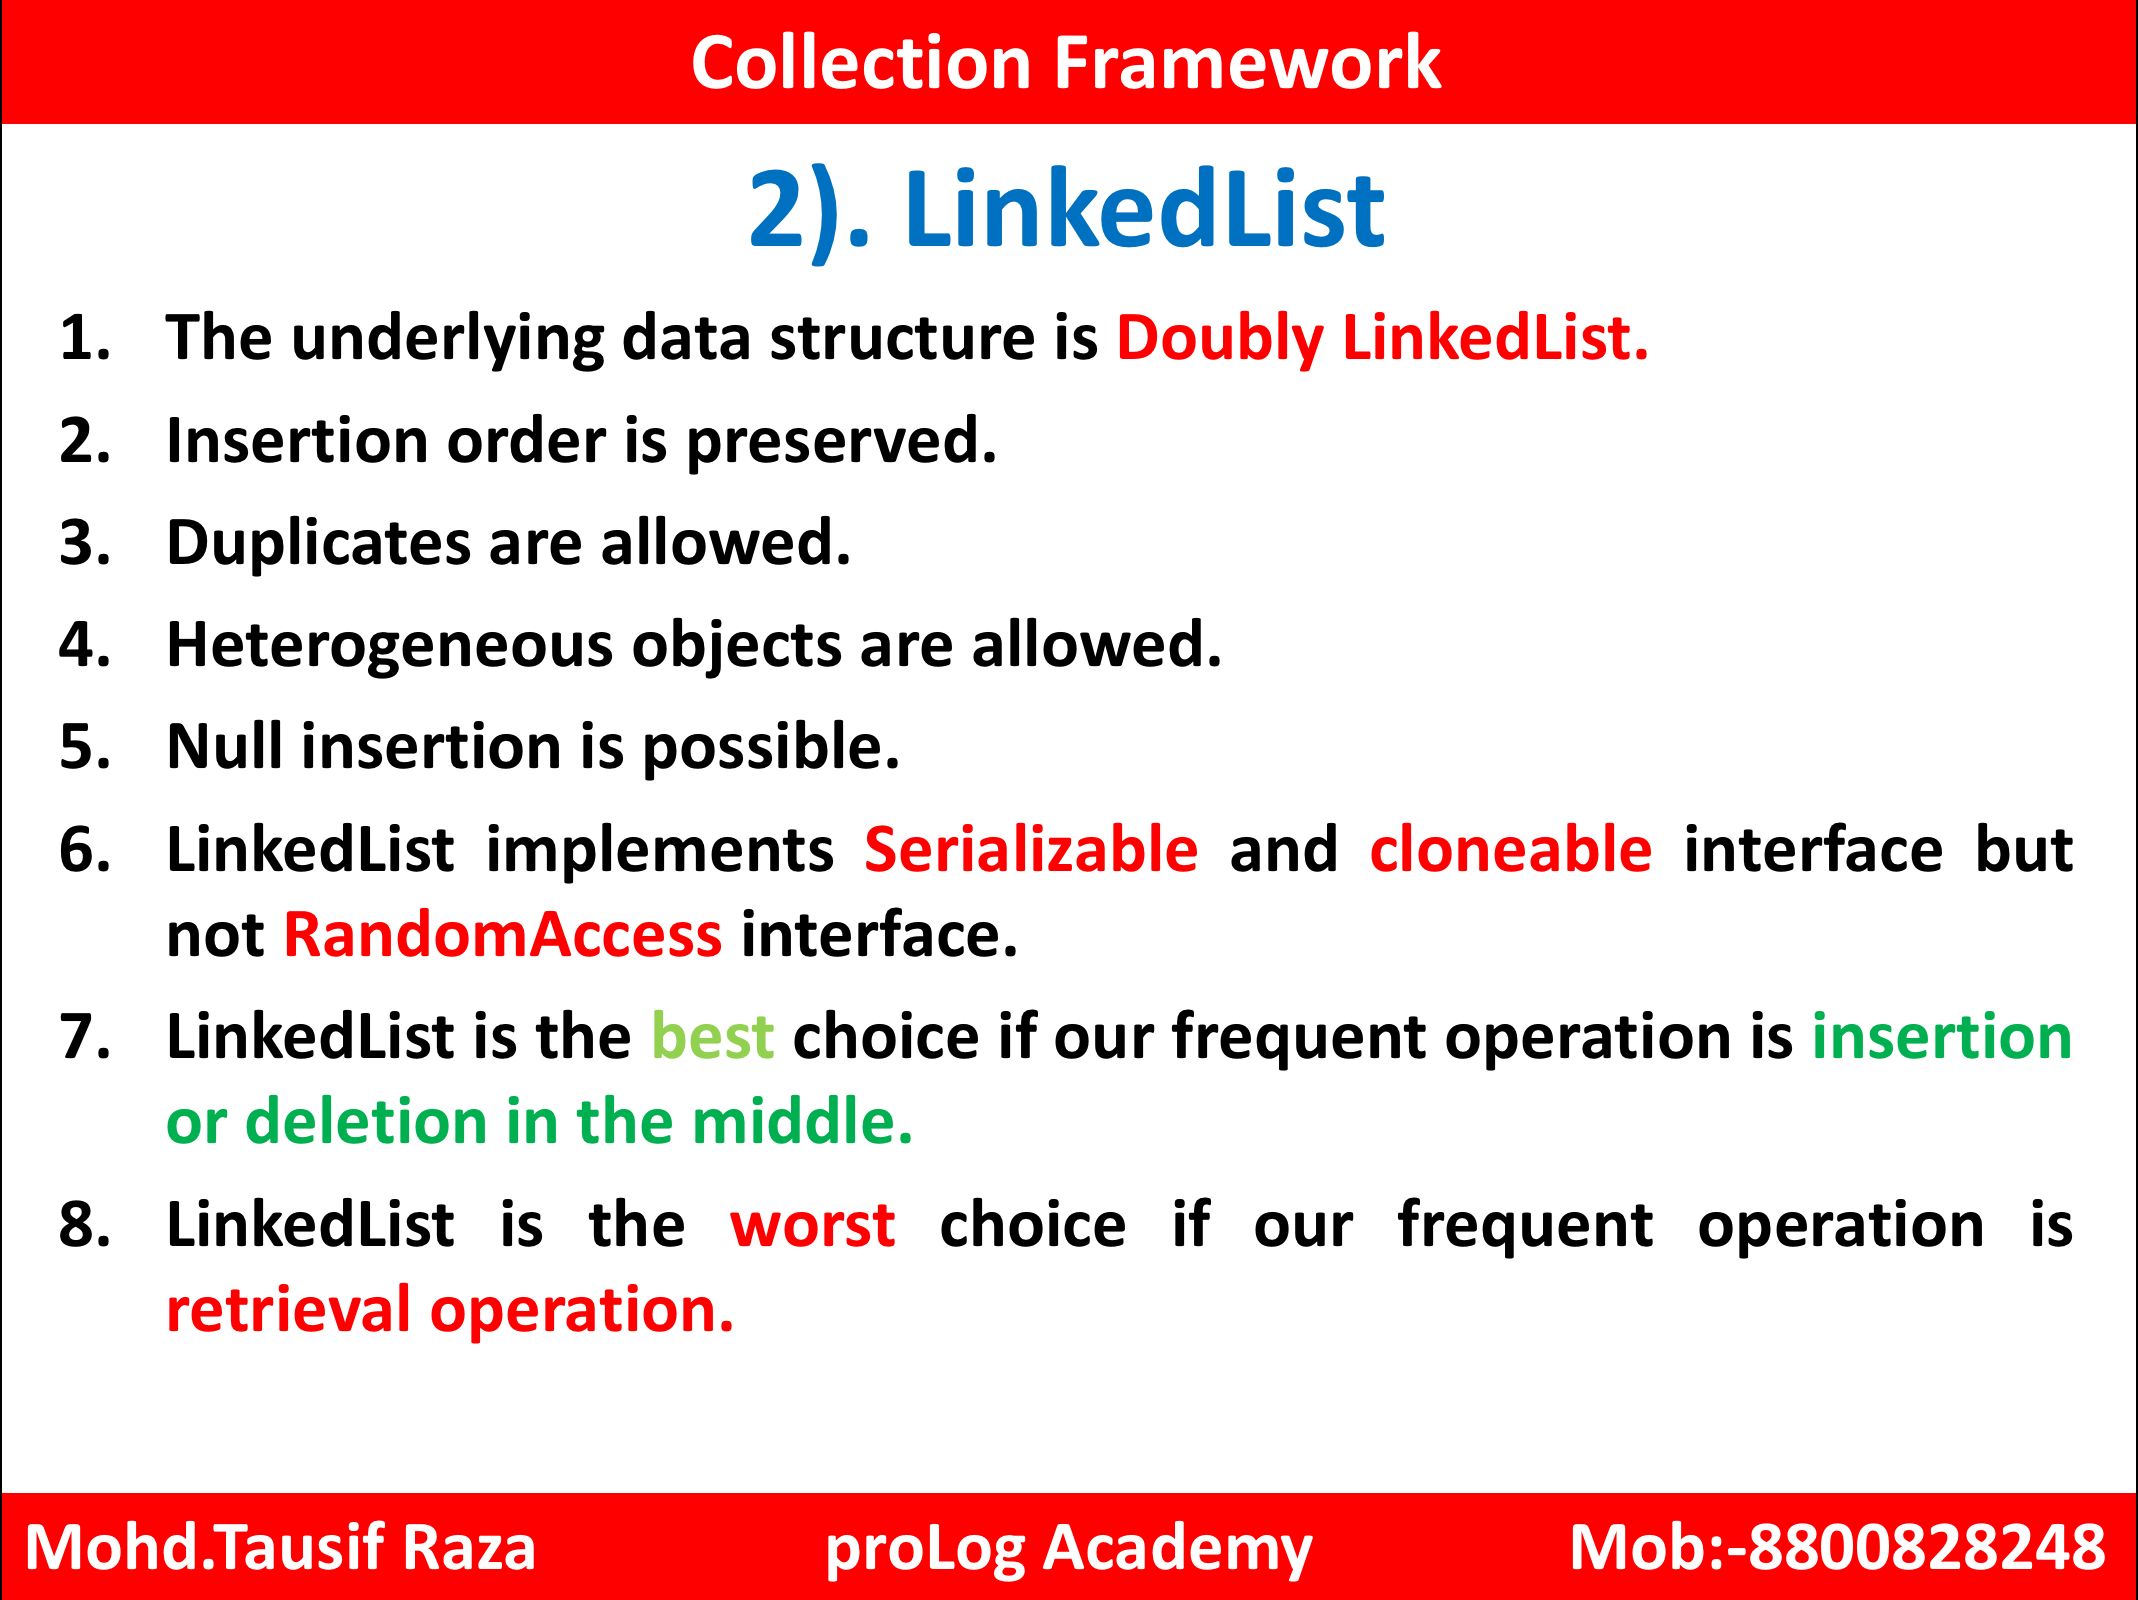 Collection Framework
2). LinkedList
1. The underlying data structure is Doubly LinkedList.
2. Insertion order is preserved.
3. Duplicates are allowed.
4. Heterogeneous objects are allowed.
5. Null insertion is possible.
6. LinkedList implements Serializable and cloneable interface but
not RandomAccess interface.
7. LinkedList is the best choice if our frequent operation is insertion
or deletion in the middle.
8. LinkedList is the worst choice if our frequent operation is
retrieval operation.
Mohd.Tausif Raza proLog Academy Mob:-8800828248